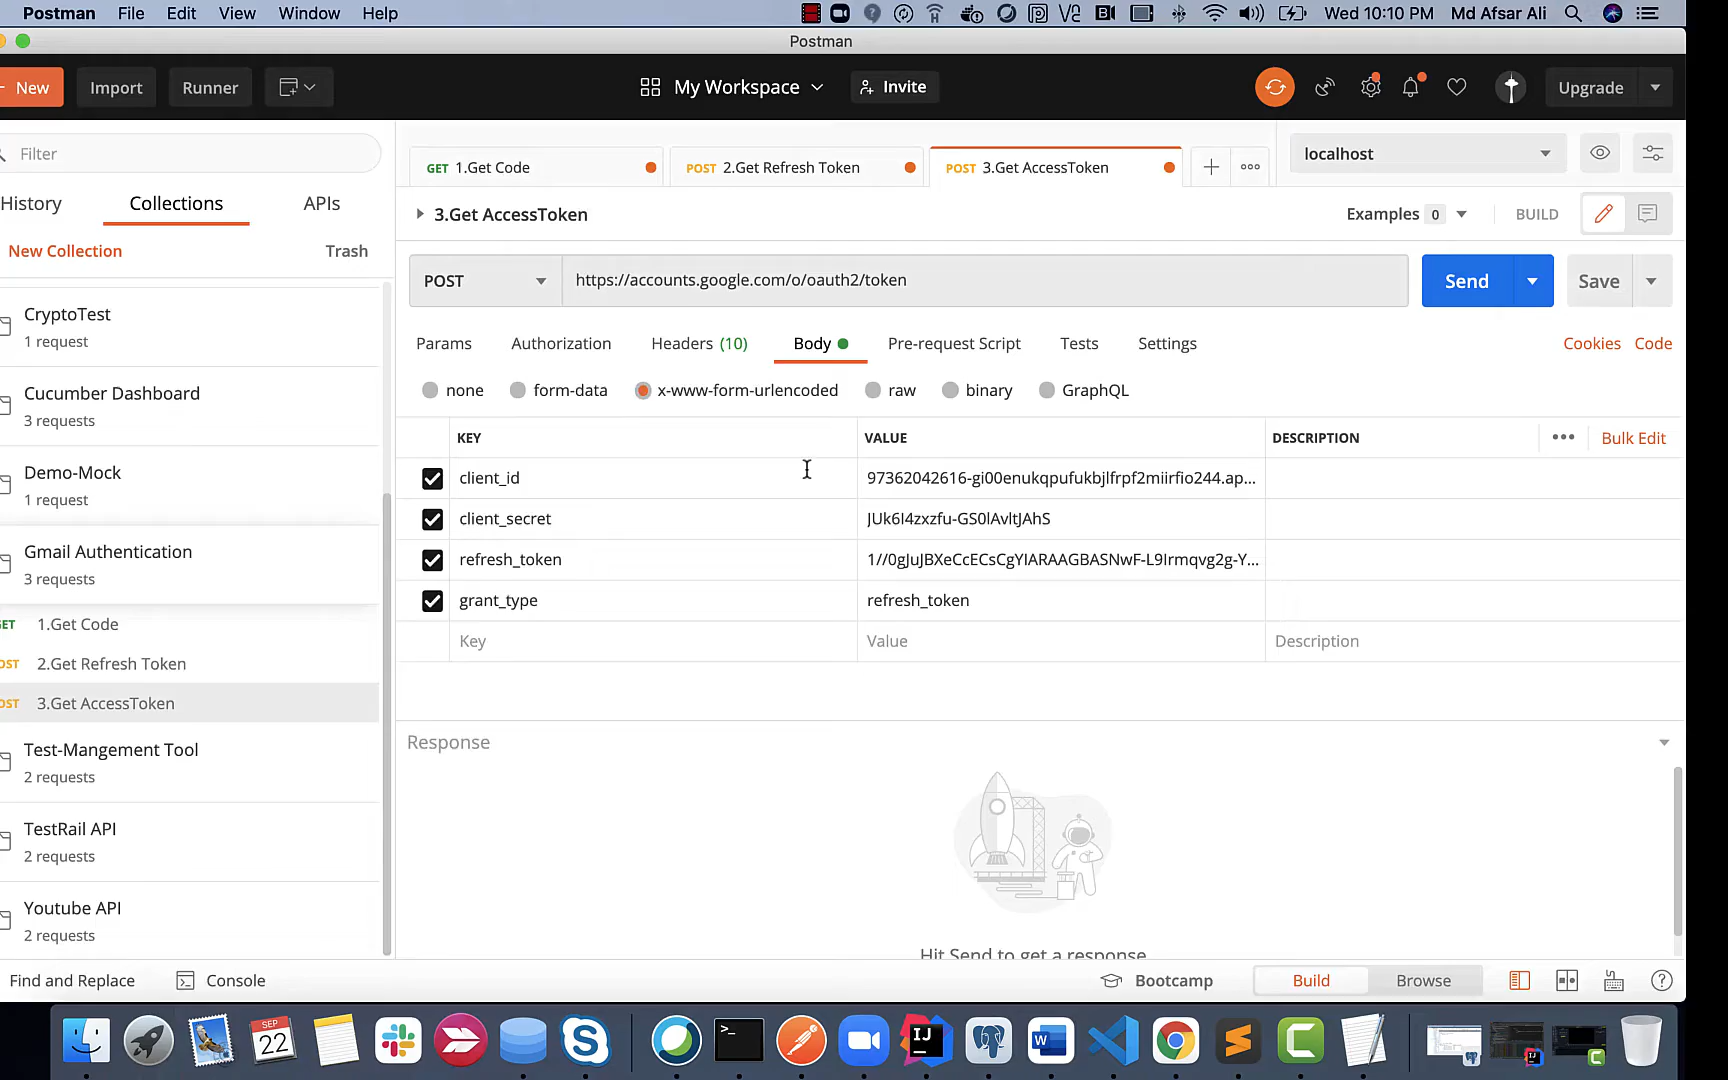 Postman File Edit View Window Help Wed 10:10 PM Md Afsar Ali
Postman
New Import Runner My Workspace Invite Upgrade
Filter
GET 1.Get Code POST 2.Get Refresh Token POST 3.Get AccessToken localhost
History Collections APIs
3.Get AccessToken Examples 0 BUILD
New Collection Trash
POST https://accounts.google.com/o/oauth2/token Send Save
CryptoTest
1 request
Params Authorization Headers (10) Body Pre-request Script Tests Settings Cookies Code
Cucumber Dashboard
3 requests
none form-data x-www-form-urlencoded raw binary GraphQL
KEY VALUE DESCRIPTION Bulk Edit
Demo-Mock
1 request
client_id 97362042616-gi00enukqpufukbjlfrpf2miirfio244.ap...
client_secret JUk6I4zxzfu-GS0lAvltJAhS
Gmail Authentication
3 requests
refresh_token 1//0gJuJBXeCcECsCgYIARAAGBASNwF-L9Irmqvg2g-Y...
grant_type refresh_token
GET 1.Get Code
Key Value Description
POST 2.Get Refresh Token
POST 3.Get AccessToken
Response
Test-Mangement Tool
2 requests
TestRail API
2 requests
Youtube API
2 requests
Hit Send to get a response
Find and Replace Console Bootcamp Build Browse
SEP
22